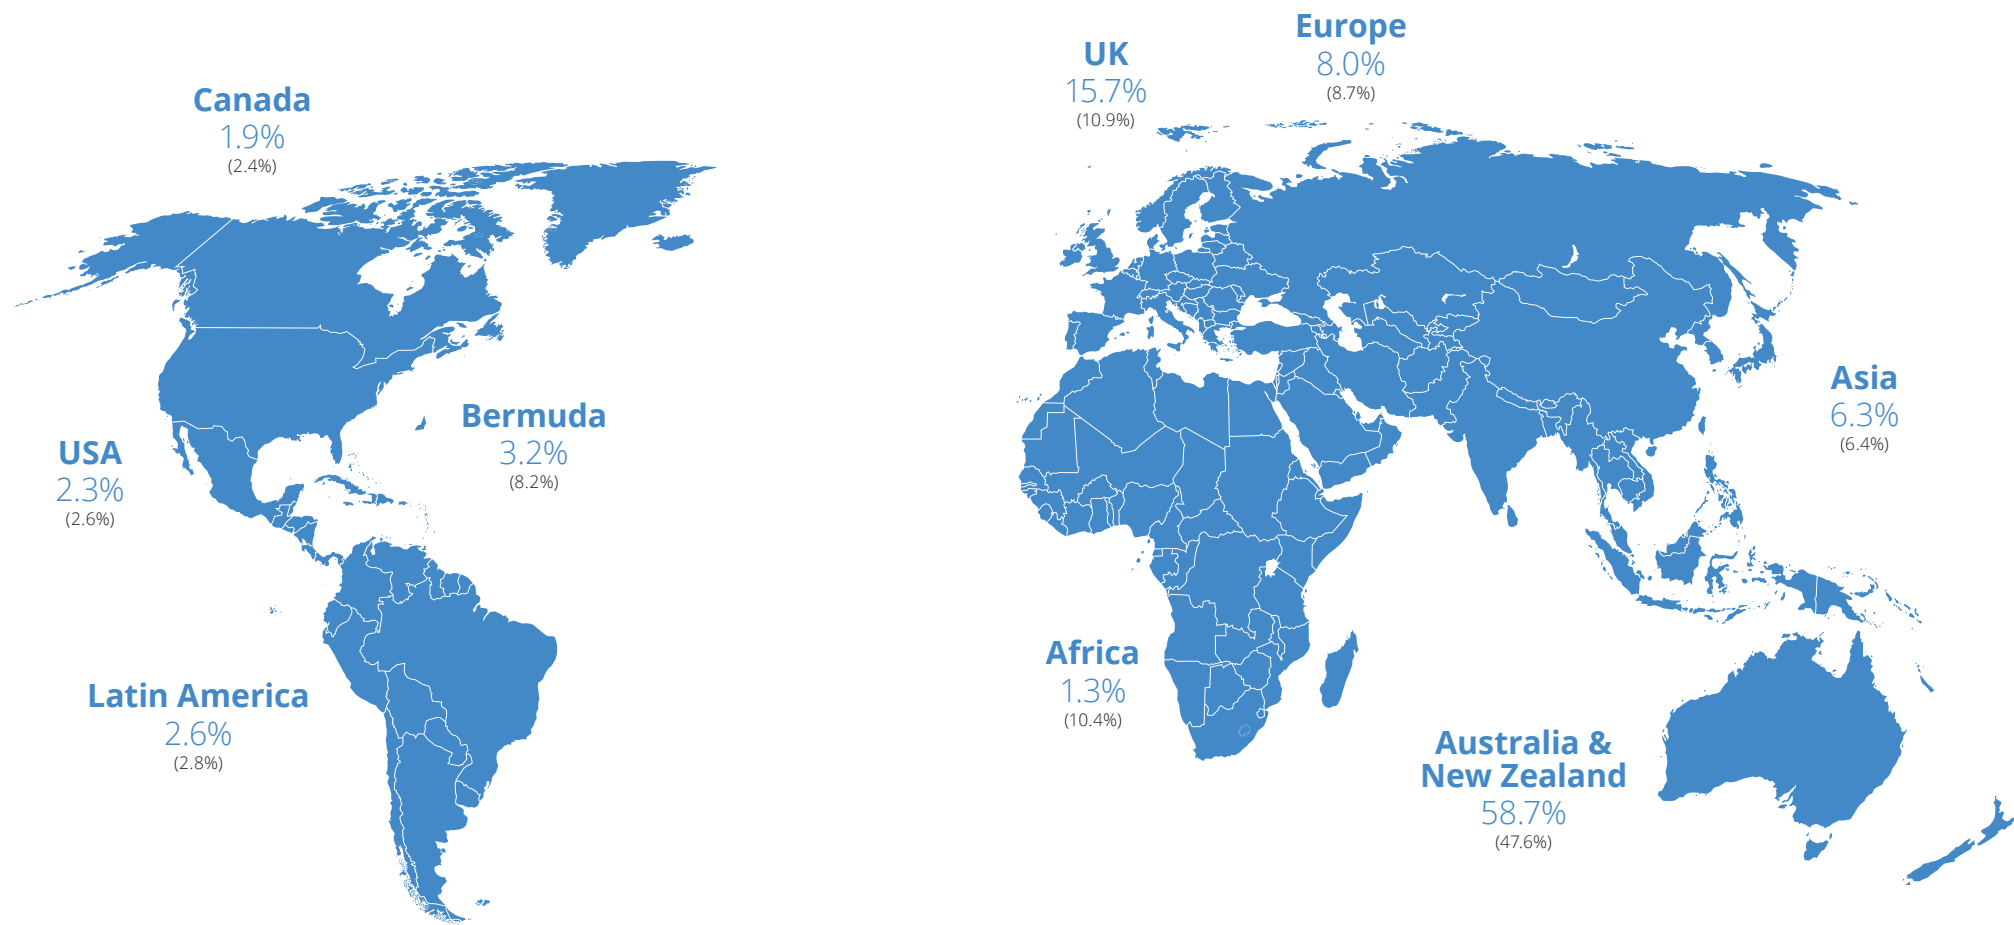 Canada
1.9%
(2.4%)
USA
2.3%
(2.6%)
Bermuda
3.2%
(8.2%)
Latin America
2.6%
(2.8%)
UK
15.7%
(10.9%)
Europe
8.0%
(8.7%)
Asia
6.3%
(6.4%)
Africa
1.3%
(10.4%)
Australia &
New Zealand
58.7%
(47.6%)